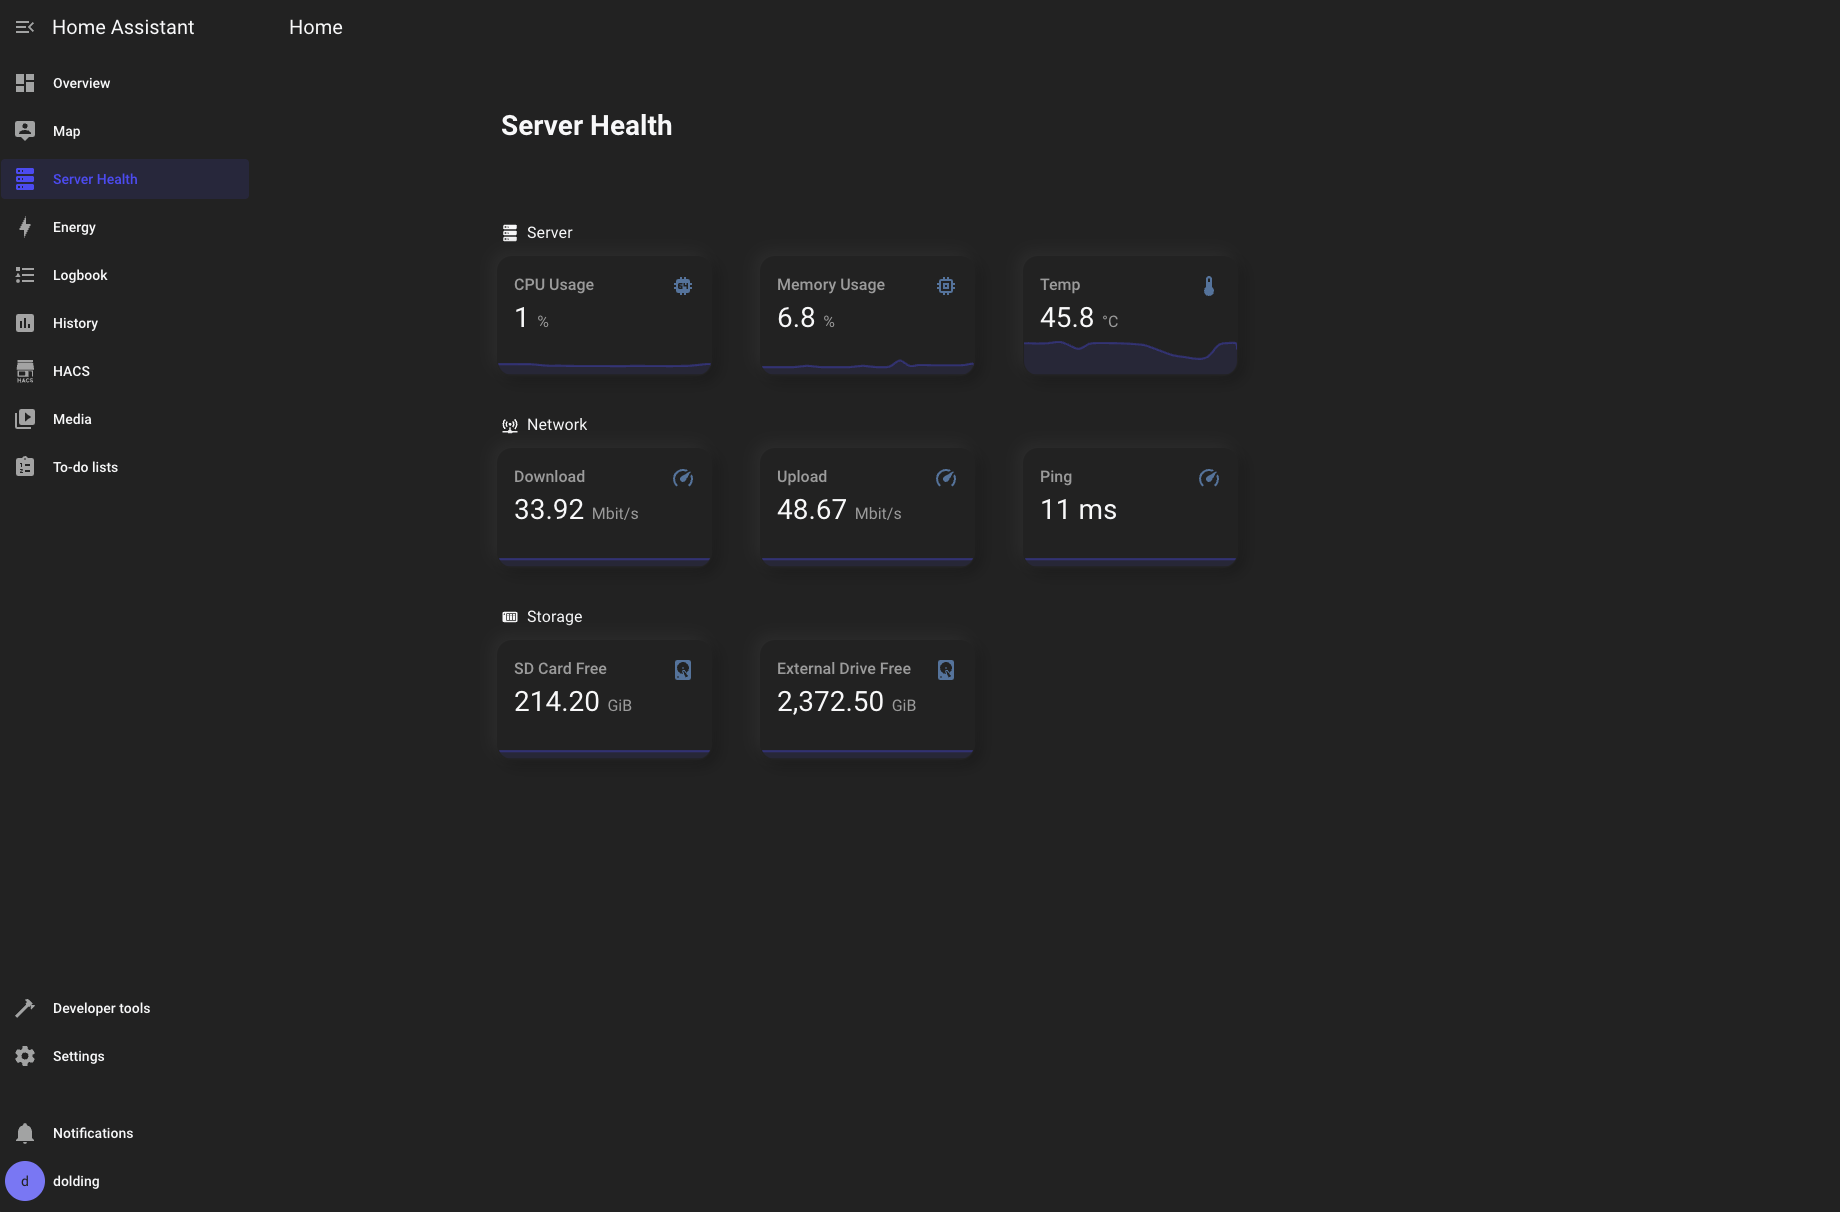 Home Assistant
Home
Overview
Map
Server Health
Energy
Logbook
History
HACS
HACS
Media
To-do lists
Developer tools
Settings
Notifications
d
dolding
Server Health
Server
CPU Usage
64
1 %
Memory Usage
6.8 %
Temp
45.8 °C
Network
Download
33.92 Mbit/s
Upload
48.67 Mbit/s
Ping
11 ms
Storage
SD Card Free
214.20 GiB
External Drive Free
2,372.50 GiB